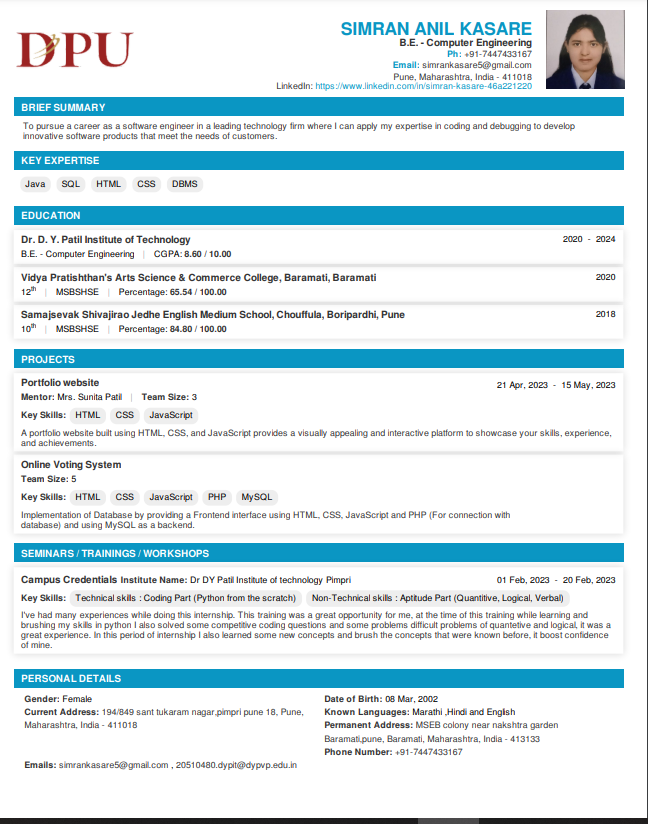 DPU
SIMRAN ANIL KASARE
B.E. - Computer Engineering
Ph: +91-7447433167
Email: simrankasare5@gmail.com
Pune, Maharashtra, India - 411018
LinkedIn: https://www.linkedin.com/in/simran-kasare-46a221220
BRIEF SUMMARY
To pursue a career as a software engineer in a leading technology firm where I can apply my expertise in coding and debugging to develop
innovative software products that meet the needs of customers.
KEY EXPERTISE
Java SQL HTML CSS DBMS
EDUCATION
Dr. D. Y. Patil Institute of Technology 2020 - 2024
B.E. - Computer Engineering | CGPA: 8.60 / 10.00
Vidya Pratishthan's Arts Science & Commerce College, Baramati, Baramati 2020
12th | MSBSHSE | Percentage: 65.54 / 100.00
Samajsevak Shivajirao Jedhe English Medium School, Chouffula, Boripardhi, Pune 2018
10th | MSBSHSE | Percentage: 84.80 / 100.00
PROJECTS
Portfolio website 21 Apr, 2023 - 15 May, 2023
Mentor: Mrs. Sunita Patil | Team Size: 3
Key Skills: HTML CSS JavaScript
A portfolio website built using HTML, CSS, and JavaScript provides a visually appealing and interactive platform to showcase your skills, experience,
and achievements.
Online Voting System
Team Size: 5
Key Skills: HTML CSS JavaScript PHP MySQL
Implementation of Database by providing a Frontend interface using HTML, CSS, JavaScript and PHP (For connection with
database) and using MySQL as a backend.
SEMINARS / TRAININGS / WORKSHOPS
Campus Credentials Institute Name: Dr DY Patil Institute of technology Pimpri 01 Feb, 2023 - 20 Feb, 2023
Key Skills: Technical skills : Coding Part (Python from the scratch) Non-Technical skills : Aptitude Part (Quantitive, Logical, Verbal)
I've had many experiences while doing this internship. This training was a great opportunity for me, at the time of this training while learning and
brushing my skills in python I also solved some competitive coding questions and some problems difficult problems of quantetive and logical, it was a
great experience. In this period of internship I also learned some new concepts and brush the concepts that were known before, it boost confidence
of mine.
PERSONAL DETAILS
Gender: Female Date of Birth: 08 Mar, 2002
Current Address: 194/849 sant tukaram nagar,pimpri pune 18, Pune, Known Languages: Marathi ,Hindi and English
Maharashtra, India - 411018 Permanent Address: MSEB colony near nakshtra garden
Baramati,pune, Baramati, Maharashtra, India - 413133
Phone Number: +91-7447433167
Emails: simrankasare5@gmail.com , 20510480.dypit@dypvp.edu.in